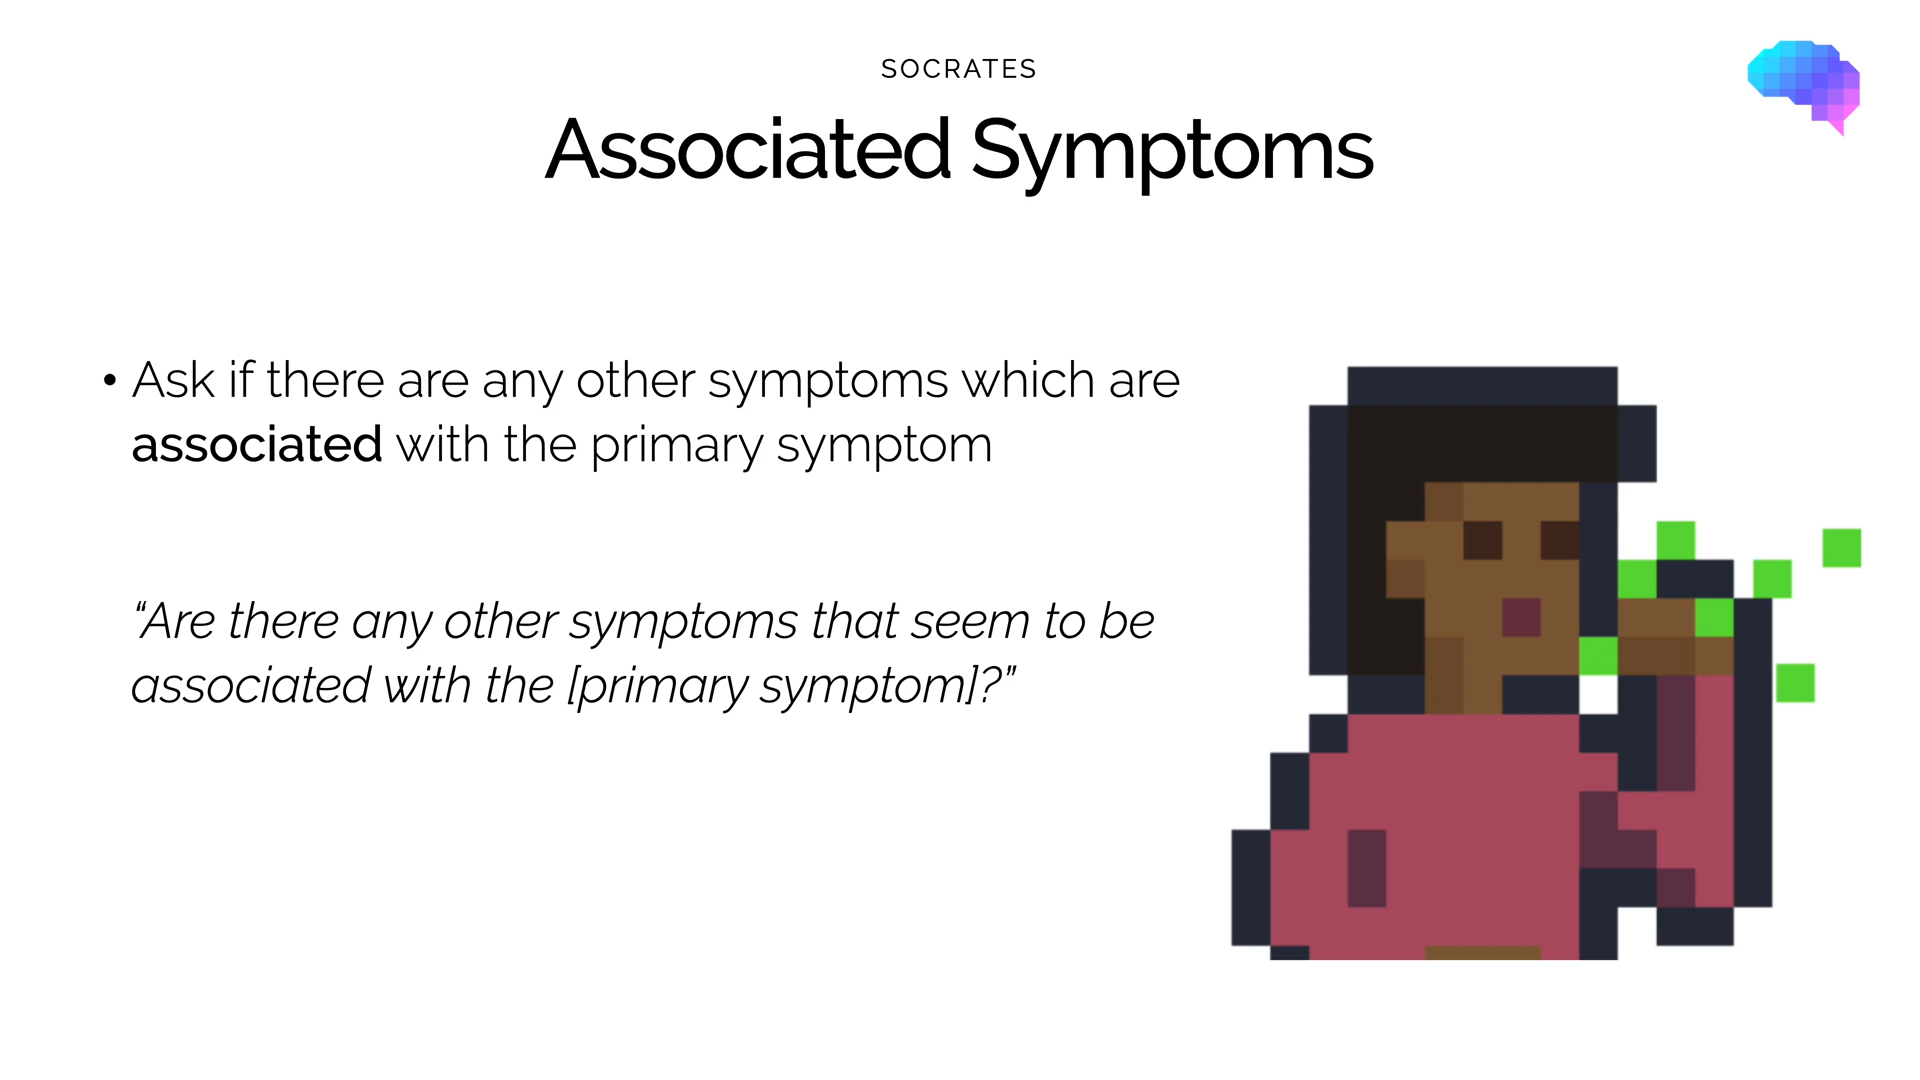 SOCRATES
Associated Symptoms
• Ask if there are any other symptoms which are
associated with the primary symptom
“Are there any other symptoms that seem to be
associated with the [primary symptom]?”